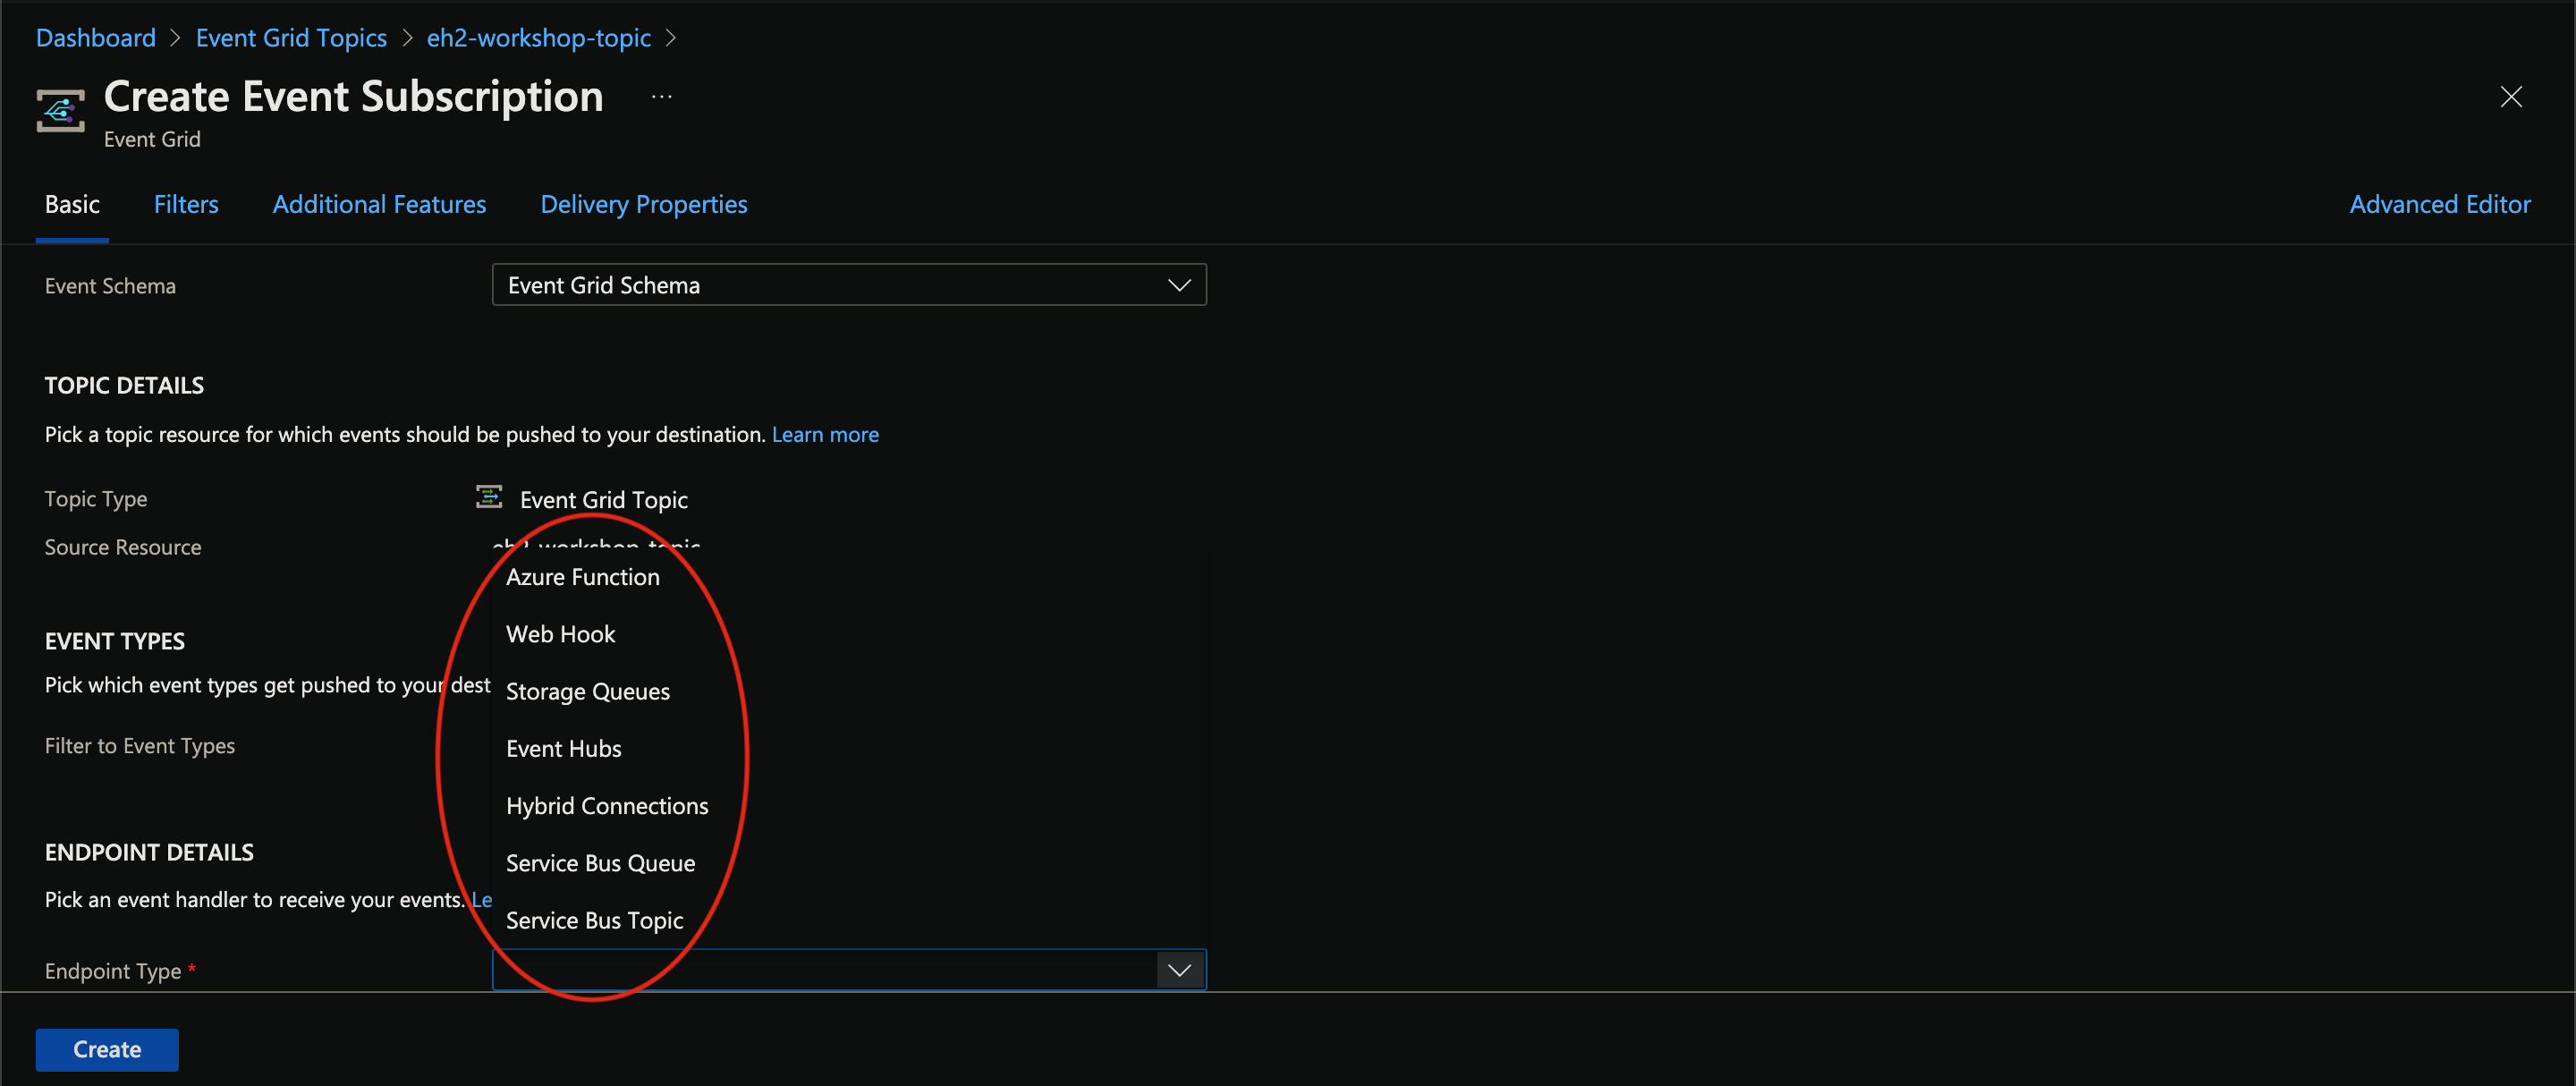 Dashboard > Event Grid Topics > eh2-workshop-topic >
Create Event Subscription ...
Event Grid
Basic Filters Additional Features Delivery Properties Advanced Editor
Event Schema Event Grid Schema
TOPIC DETAILS
Pick a topic resource for which events should be pushed to your destination. Learn more
Topic Type Event Grid Topic
Source Resource eh2-workshop-topic
Azure Function
Web Hook
EVENT TYPES
Pick which event types get pushed to your dest
Storage Queues
Filter to Event Types
Event Hubs
Hybrid Connections
ENDPOINT DETAILS
Service Bus Queue
Pick an event handler to receive your events. Le
Service Bus Topic
Endpoint Type *
Create